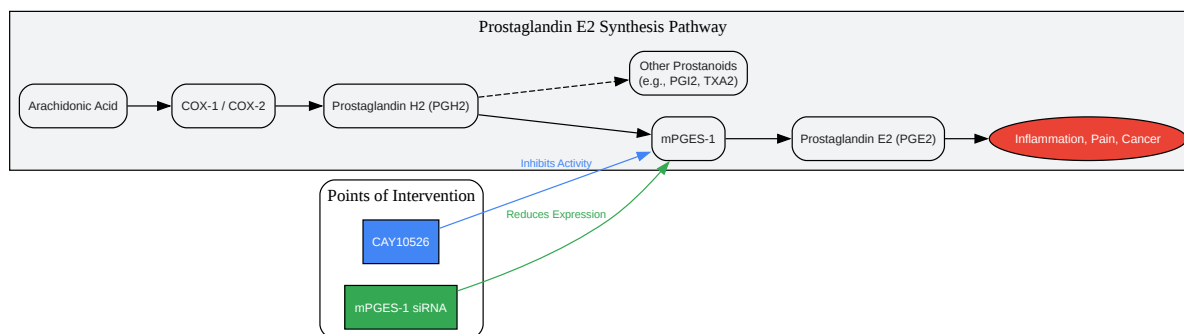 Prostaglandin E2 Synthesis Pathway
Other Prostanoids
(e.g., PGI2, TXA2)
Arachidonic Acid
COX-1 / COX-2
Prostaglandin H2 (PGH2)
mPGES-1
Prostaglandin E2 (PGE2)
Inflammation, Pain, Cancer
Inhibits Activity
Points of Intervention
Reduces Expression
CAY10526
mPGES-1 siRNA